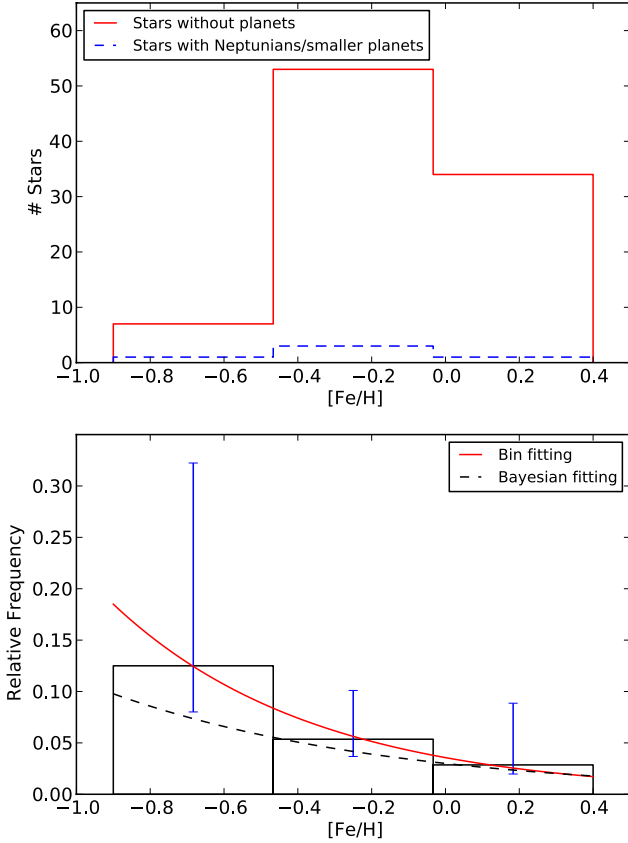 Stars without planets
Stars with Neptunians/smaller planets
# Stars
60
50
40
30
20
10
0
−1.0 −0.8 −0.6 −0.4 −0.2 0.0 0.2 0.4
[Fe/H]
Bin fitting
Bayesian fitting
Relative Frequency
0.30
0.25
0.20
0.15
0.10
0.05
0.00
−1.0 −0.8 −0.6 −0.4 −0.2 0.0 0.2 0.4
[Fe/H]